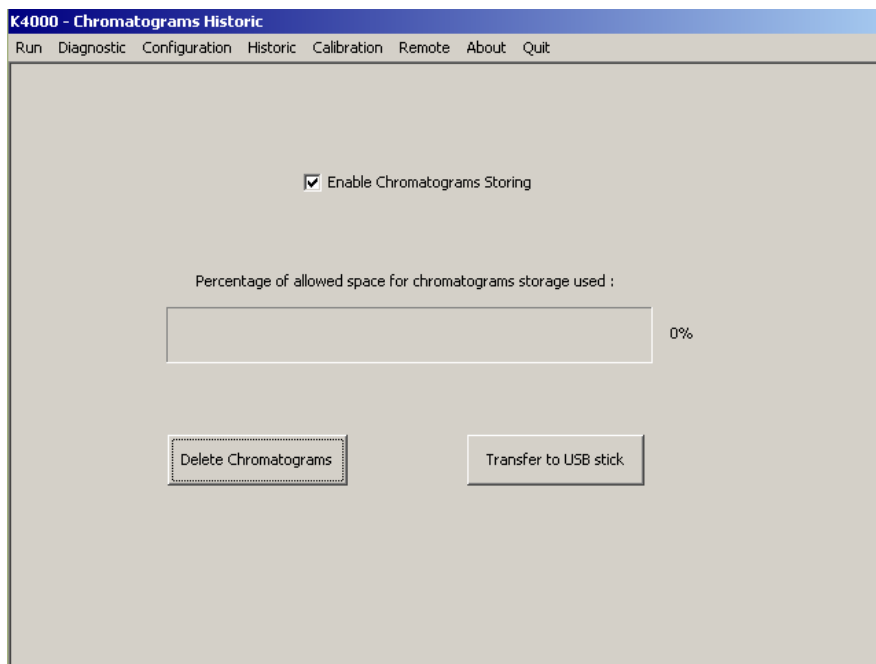 K4000 - Chromatograms Historic
Run Diagnostic Configuration Historic Calibration Remote About Quit
Enable Chromatograms Storing
Percentage of allowed space for chromatograms storage used :
0%
Delete Chromatograms Transfer to USB stick